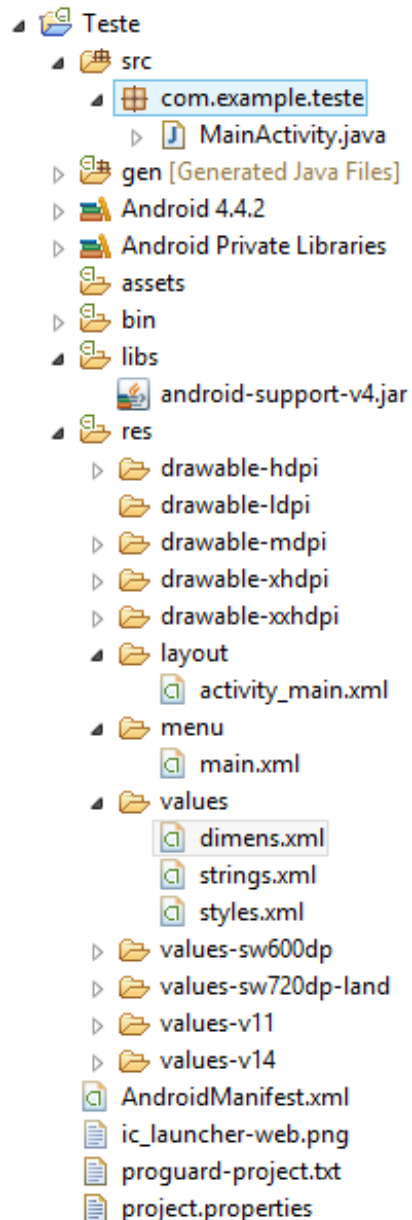 Teste
src
com.example.teste
MainActivity.java
gen [Generated Java Files]
Android 4.4.2
Android Private Libraries
assets
bin
libs
android-support-v4.jar
res
drawable-hdpi
drawable-ldpi
drawable-mdpi
drawable-xhdpi
drawable-xxhdpi
layout
activity_main.xml
menu
main.xml
values
dimens.xml
strings.xml
styles.xml
values-sw600dp
values-sw720dp-land
values-v11
values-v14
AndroidManifest.xml
ic_launcher-web.png
proguard-project.txt
project.properties